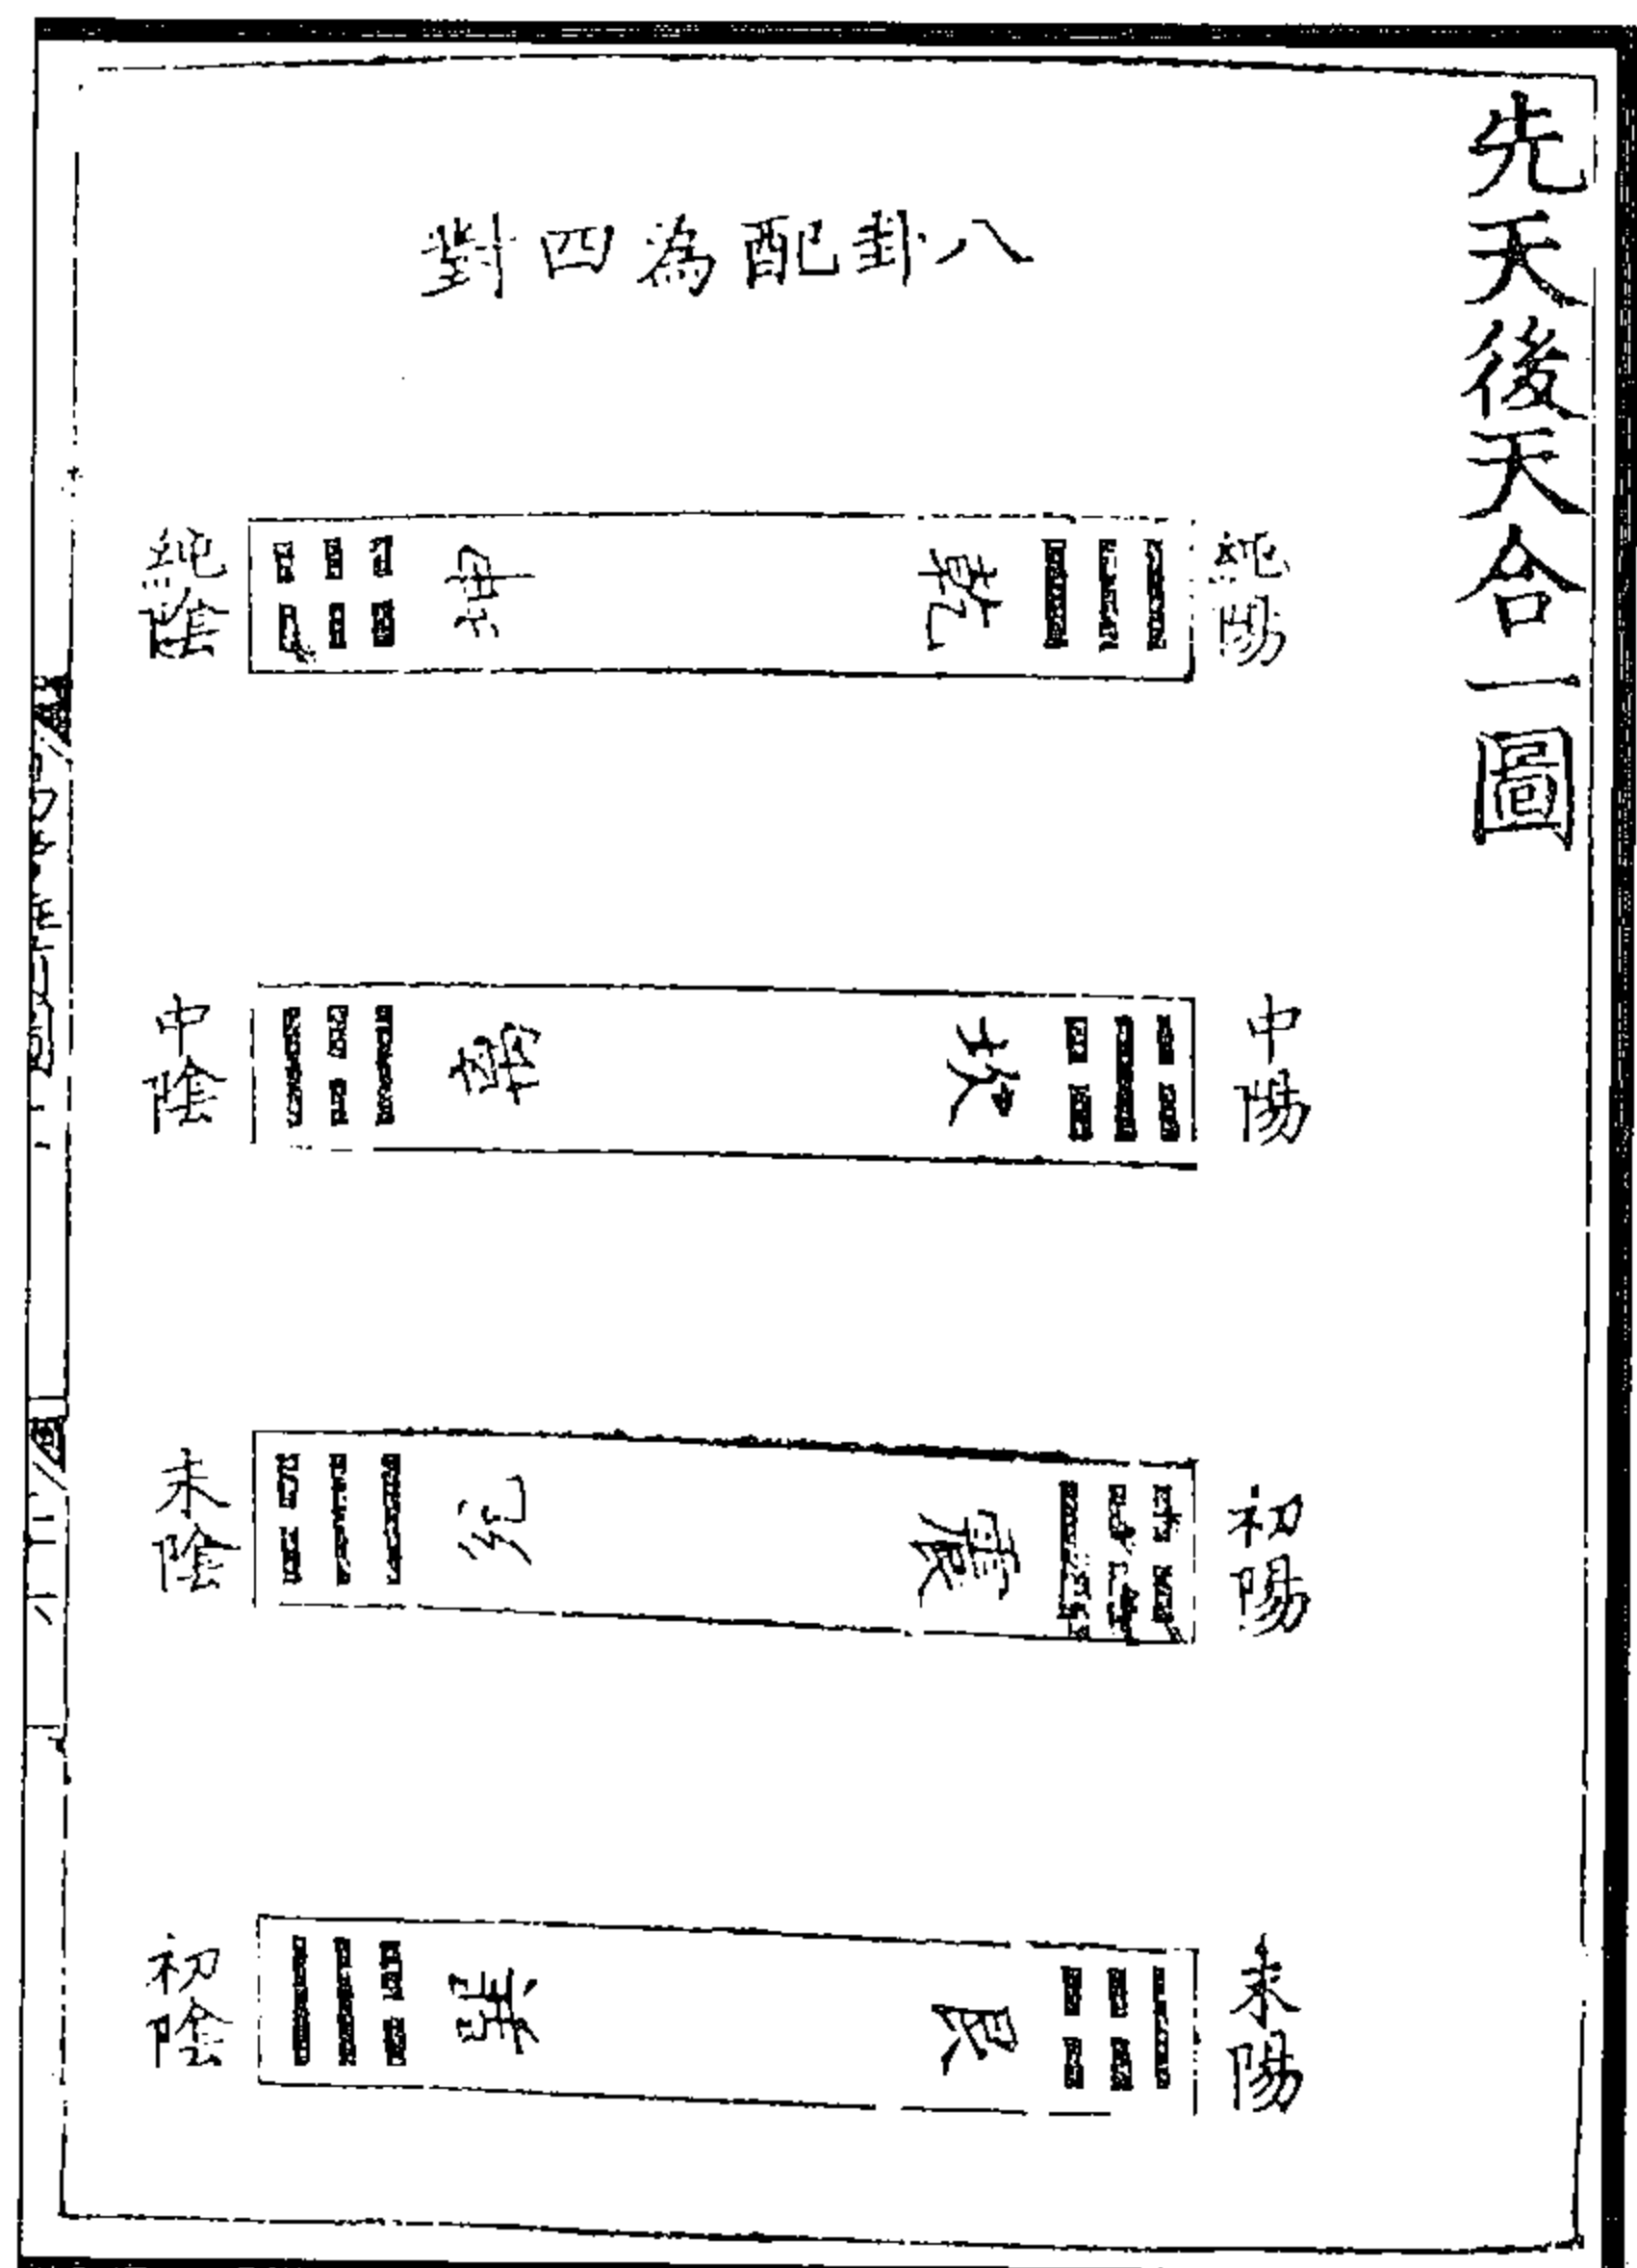 先天後天合一圖
八卦配為四對
純陽
乾
坤
純陰
中陽
坎
離
中陰
初陽
震
兌
末陰
末陽
艮
巽
初陰